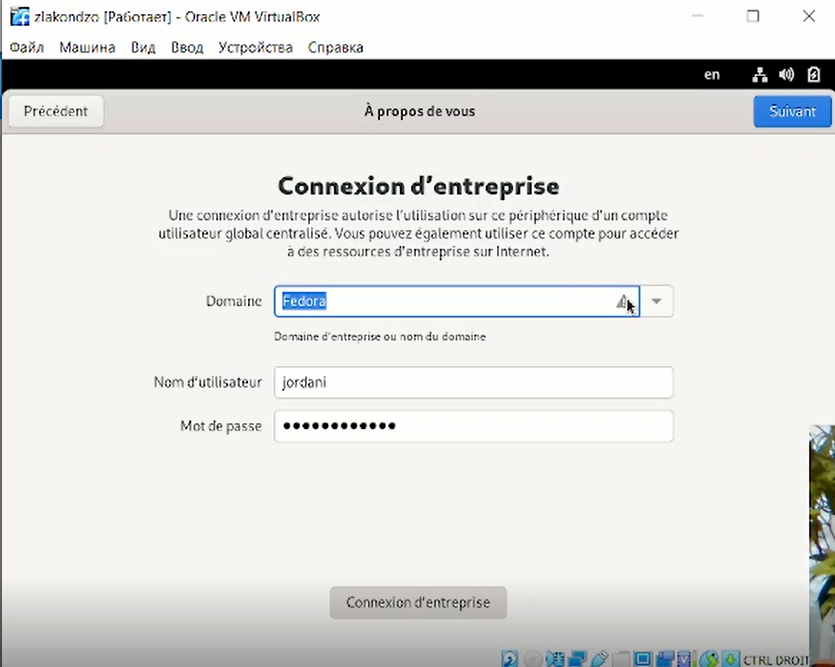 zlakondzo [Работает] - Oracle VM VirtualBox
Файл Машина Вид Ввод Устройства Справка
en
Précédent À propos de vous Suivant
Connexion d'entreprise
Une connexion d'entreprise autorise l'utilisation sur ce périphérique d'un compte
utilisateur global centralisé. Vous pouvez également utiliser ce compte pour accéder
à des ressources d'entreprise sur Internet.
Domaine Fedora
Domaine d'entreprise ou nom du domaine
Nom d'utilisateur jordani
Mot de passe ••••••••••••
Connexion d'entreprise
CTRL DROIT